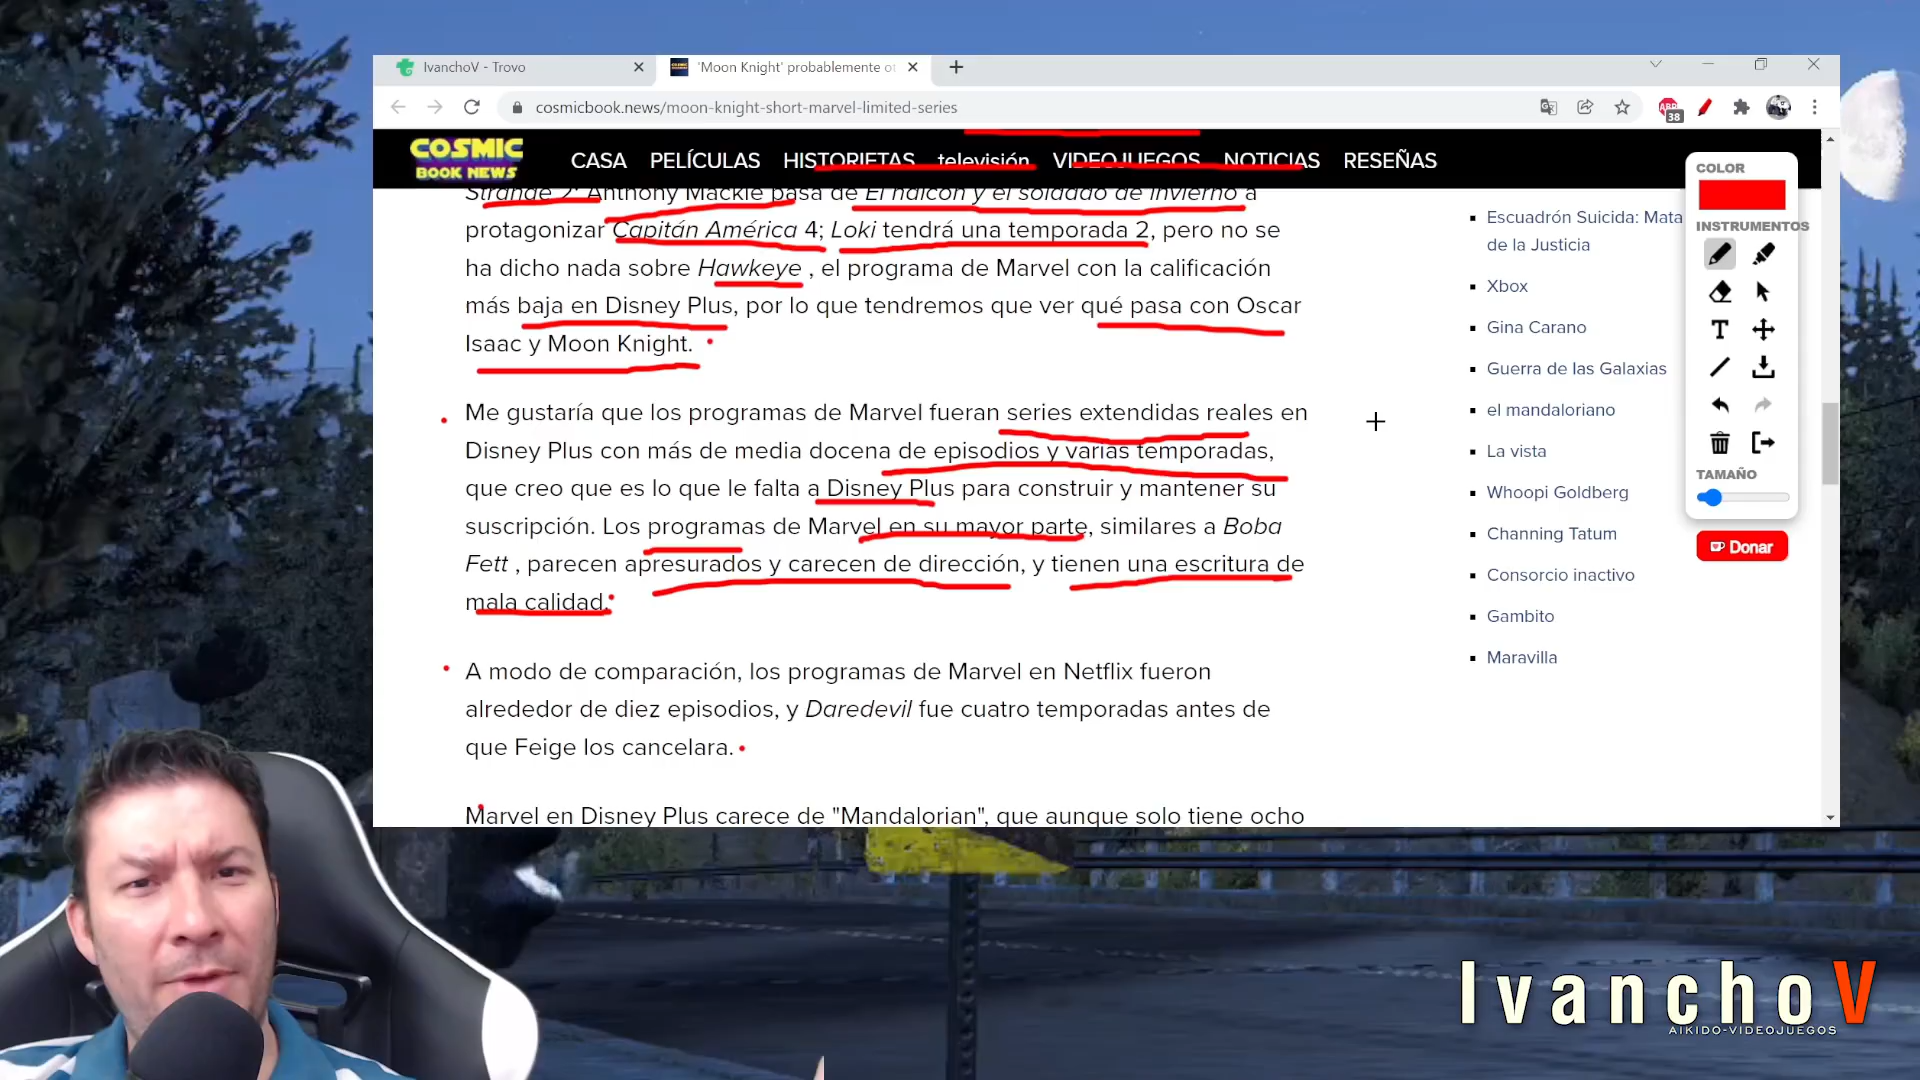 IvanchoV - Trovo
'Moon Knight' probablemente ot
cosmicbook.news/moon-knight-short-marvel-limited-series
38
COSMIC
BOOK NEWS
CASA PELÍCULAS HISTORIETAS televisión VIDEOJUEGOS NOTICIAS RESEÑAS
Strange 2; Anthony Mackie pasa de El halcón y el soldado de invierno a
protagonizar Capitán América 4; Loki tendrá una temporada 2, pero no se
ha dicho nada sobre Hawkeye , el programa de Marvel con la calificación
más baja en Disney Plus, por lo que tendremos que ver qué pasa con Oscar
Isaac y Moon Knight.
Me gustaría que los programas de Marvel fueran series extendidas reales en
Disney Plus con más de media docena de episodios y varias temporadas,
que creo que es lo que le falta a Disney Plus para construir y mantener su
suscripción. Los programas de Marvel en su mayor parte, similares a Boba
Fett , parecen apresurados y carecen de dirección, y tienen una escritura de
mala calidad.
A modo de comparación, los programas de Marvel en Netflix fueron
alrededor de diez episodios, y Daredevil fue cuatro temporadas antes de
que Feige los cancelara.
Marvel en Disney Plus carece de "Mandalorian", que aunque solo tiene ocho
Escuadrón Suicida: Mata
de la Justicia
Xbox
Gina Carano
Guerra de las Galaxias
el mandaloriano
La vista
Whoopi Goldberg
Channing Tatum
Consorcio inactivo
Gambito
Maravilla
COLOR
INSTRUMENTOS
T
TAMAÑO
Donar
IvanchoV
AIKIDO-VIDEOJUEGOS